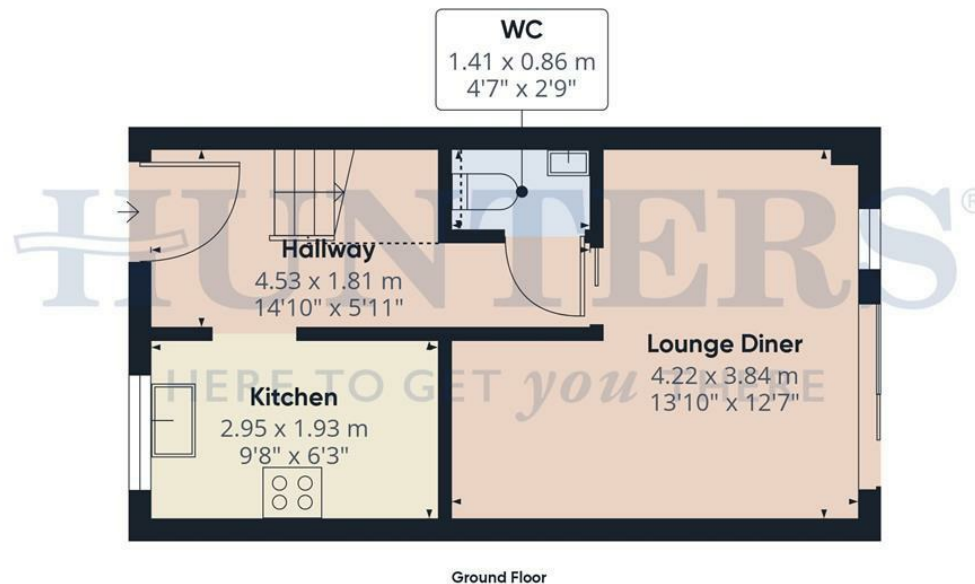 WC
1.41 x 0.86 m
4'7" x 2'9"
HUNTERS®
Hallway
4.53 x 1.81 m
14'10" x 5'11"
Lounge Diner
4.22 x 3.84 m
13'10" x 12'7"
HERE TO GET you THERE
Kitchen
2.95 x 1.93 m
9'8" x 6'3"
Ground Floor